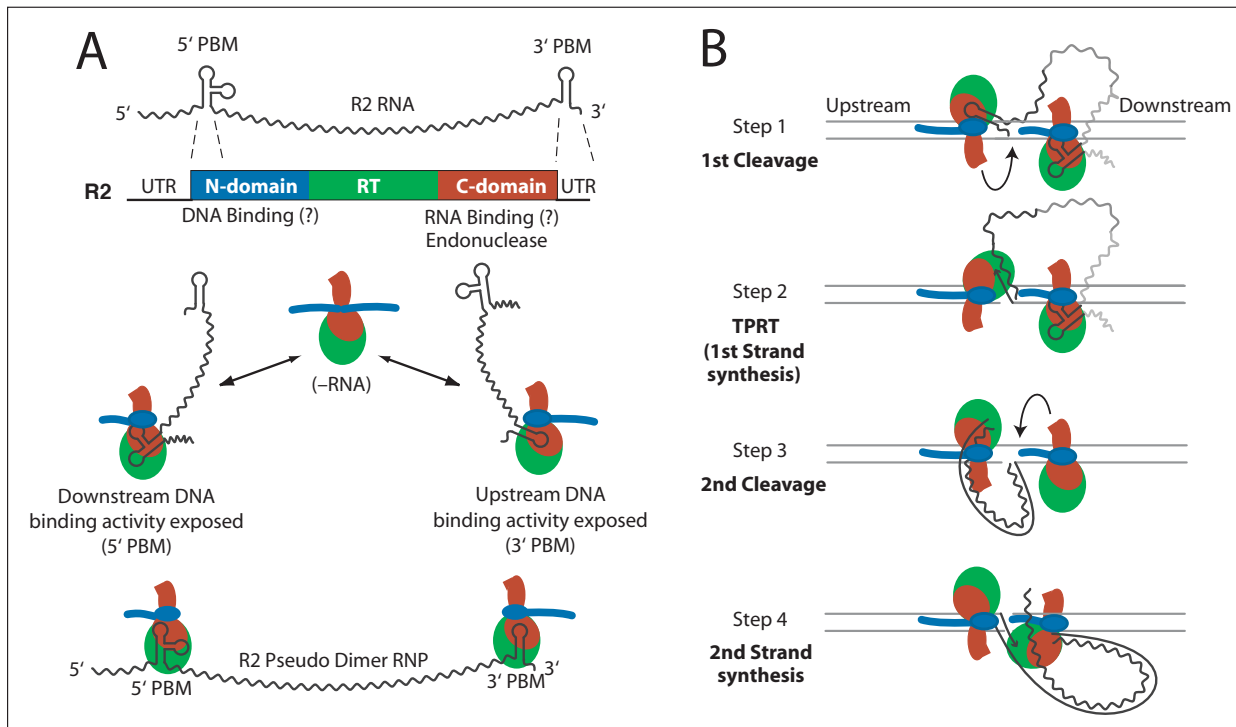 A
5‘ PBM
3‘ PBM
5‘
R2 RNA
3‘
R2
UTR
N-domain
RT
C-domain
UTR
DNA Binding (?)
RNA Binding (?)
Endonuclease
(–RNA)
Downstream DNA
binding activity exposed
(5‘ PBM)
Upstream DNA
binding activity exposed
(3‘ PBM)
5‘
5‘ PBM
R2 Pseudo Dimer RNP
3‘ PBM
3‘
B
Upstream
Downstream
Step 1
1st Cleavage
Step 2
TPRT
(1st Strand
synthesis)
Step 3
2nd Cleavage
Step 4
2nd Strand
synthesis